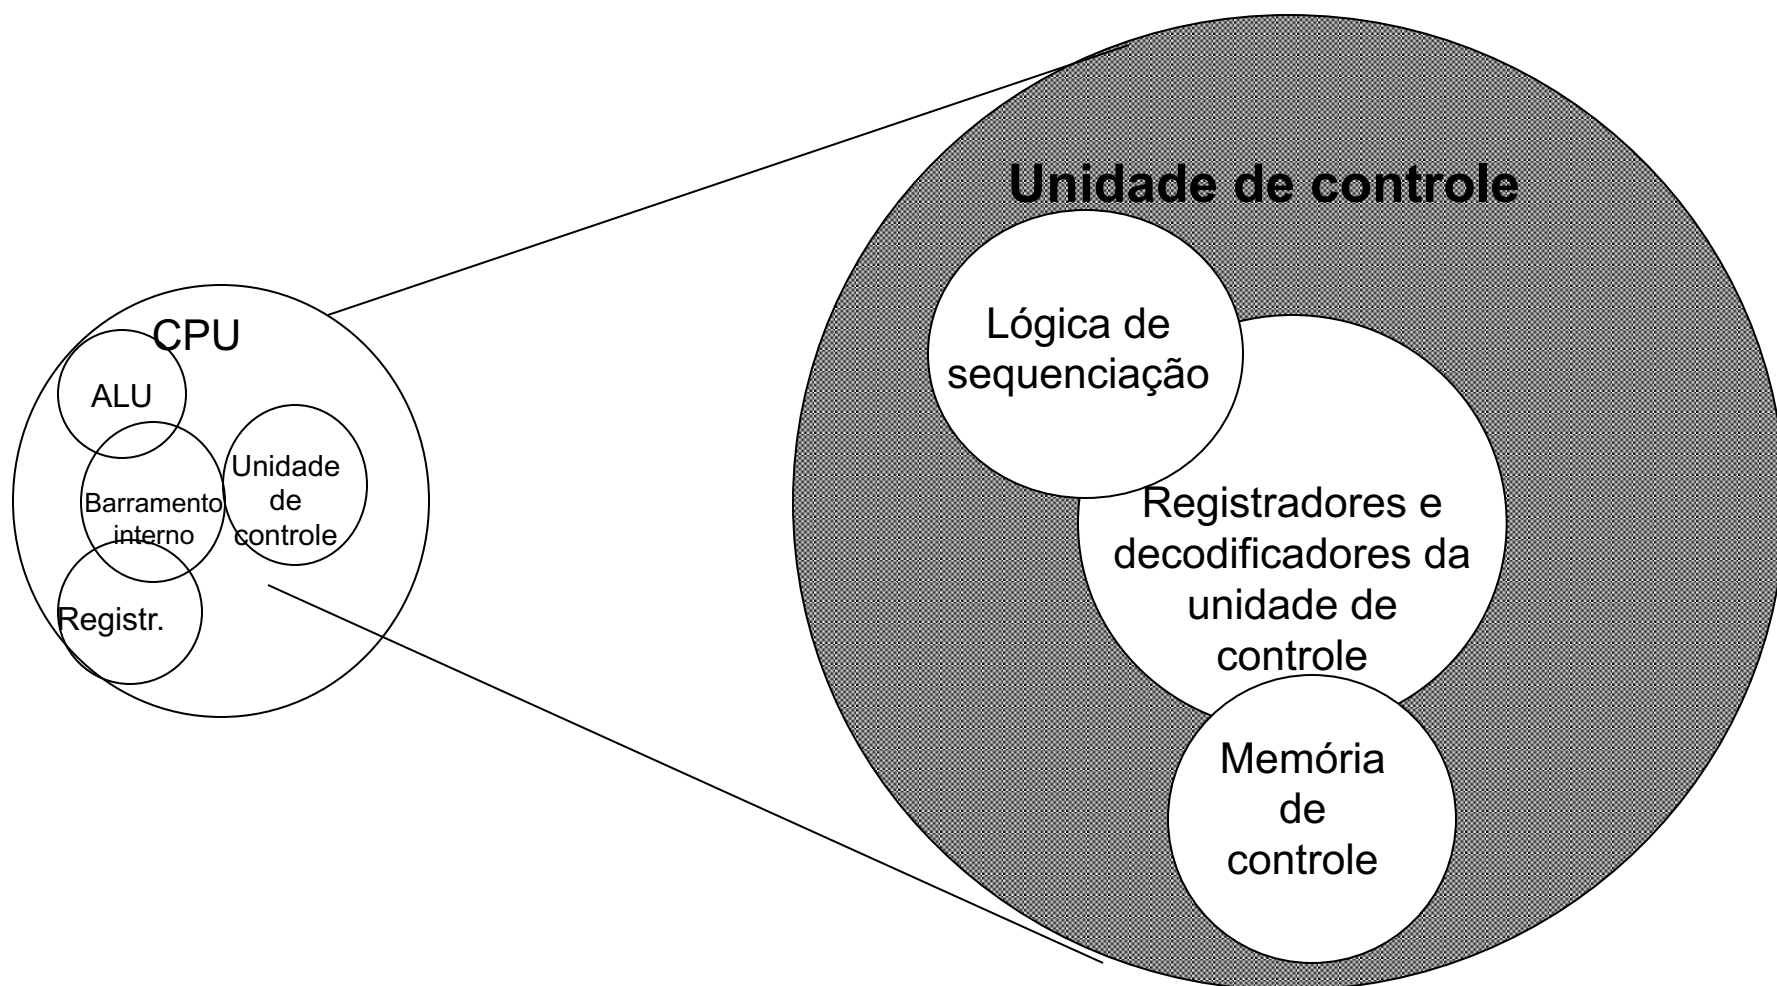 CPU
ALU
Barramento
interno
Unidade
de
controle
Registr.
Unidade de controle
Lógica de
sequenciação
Registradores e
decodificadores da
unidade de
controle
Memória
de
controle